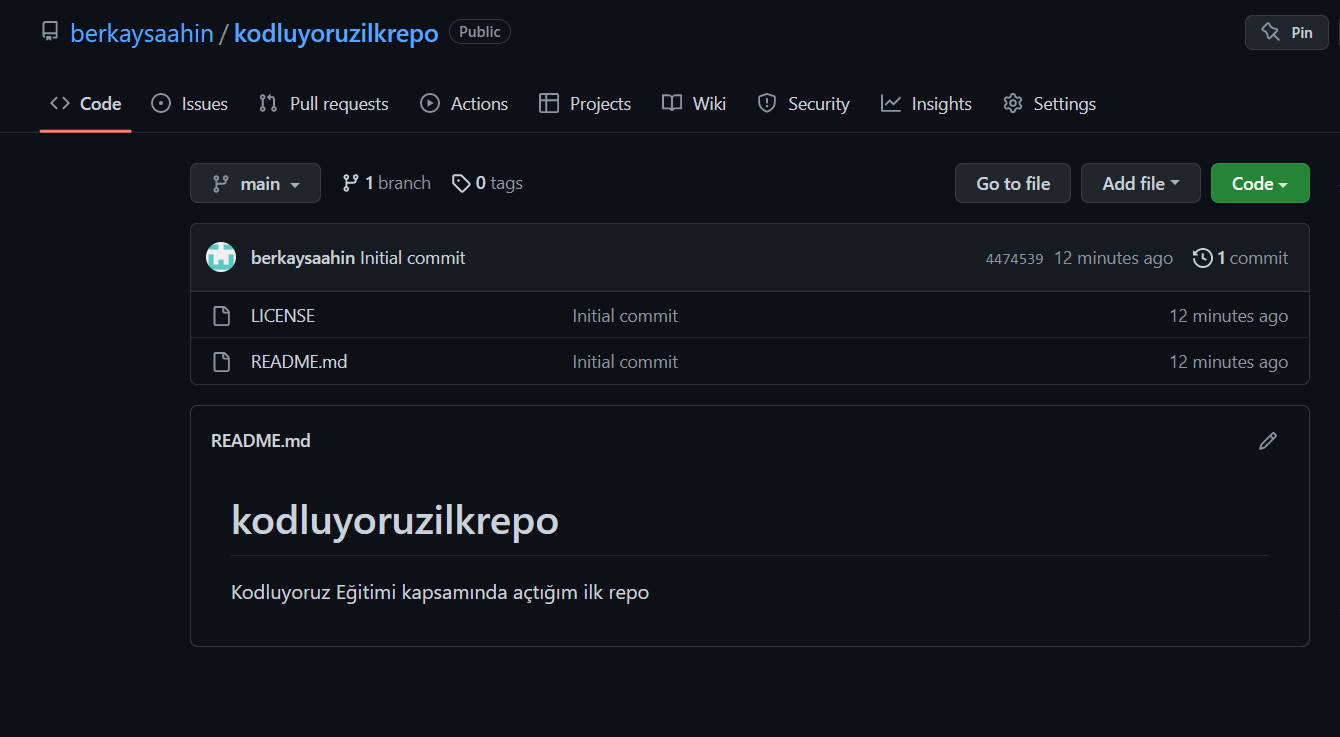 berkaysaahin / kodluyoruzilkrepo Public Pin
Code Issues Pull requests Actions Projects Wiki Security Insights Settings
main 1 branch 0 tags Go to file Add file Code
berkaysaahin Initial commit 4474539 12 minutes ago 1 commit
LICENSE Initial commit 12 minutes ago
README.md Initial commit 12 minutes ago
README.md
kodluyoruzilkrepo
Kodluyoruz Eğitimi kapsamında açtığım ilk repo